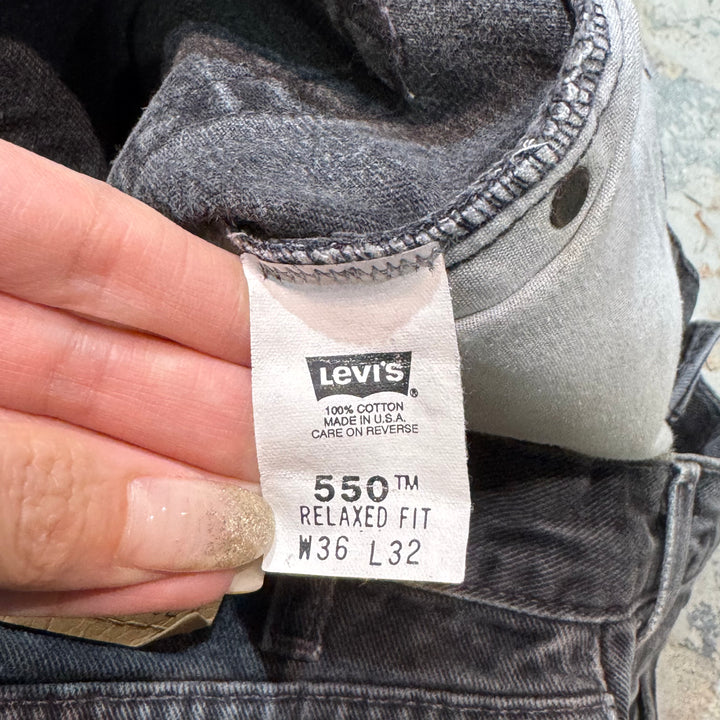 Levi's®
100% COTTON
MADE IN U.S.A.
CARE ON REVERSE
550™
RELAXED FIT
W36 L32